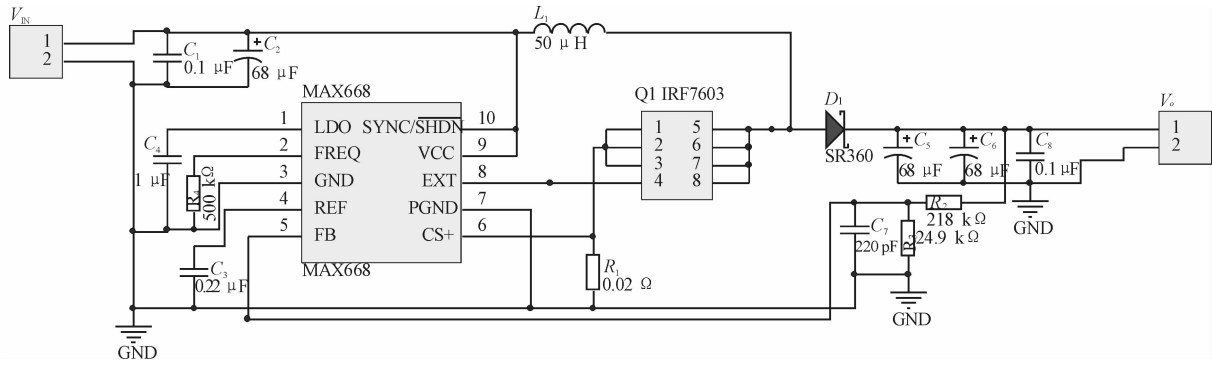 VIN
1
2
C1
0.1 μF
+ C2
68 μF
L1
50 μH
MAX668
1 LDO SYNC/SHDN 10
2 FREQ VCC 9
3 GND EXT 8
4 REF PGND 7
5 FB CS+ 6
MAX668
C4
1 μF
R4
500 kΩ
C3
0.22 μF
GND
R1
0.02 Ω
Q1 IRF7603
1 5
2 6
3 7
4 8
D1
SR360
+ C5
68 μF
+ C6
68 μF
C8
0.1 μF
Vo
1
2
GND
R2
218 kΩ
C7
220 pF
R3
24.9 kΩ
GND